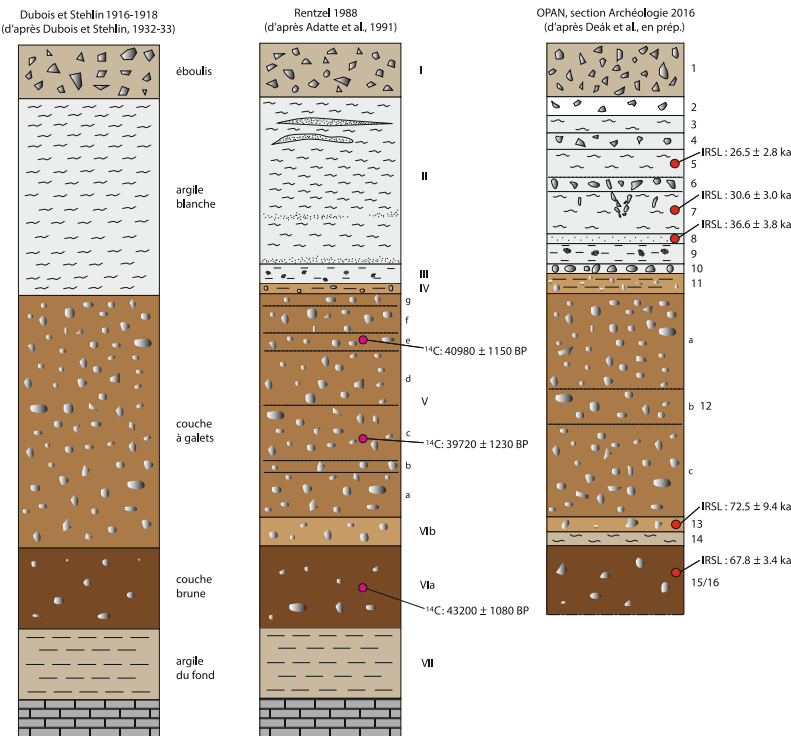 Dubois et Stehlin 1916-1918
(d'après Dubois et Stehlin, 1932-33)
éboulis
argile
blanche
couche
à galets
couche
brune
argile
du fond
Rentzel 1988
(d'après Adatte et al., 1991)
I
II
III
IV
g
f
e
14C: 40980 ± 1150 BP
d
V
c
14C: 39720 ± 1230 BP
b
a
VIb
VIa
14C: 43200 ± 1080 BP
VII
OPAN, section Archéologie 2016
(d'après Deák et al., en prép.)
1
2
3
4
IRSL : 26.5 ± 2.8 ka
5
6
IRSL : 30.6 ± 3.0 ka
7
IRSL : 36.6 ± 3.8 ka
8
9
10
11
a
b 12
c
IRSL : 72.5 ± 9.4 ka
13
14
IRSL : 67.8 ± 3.4 ka
15/16